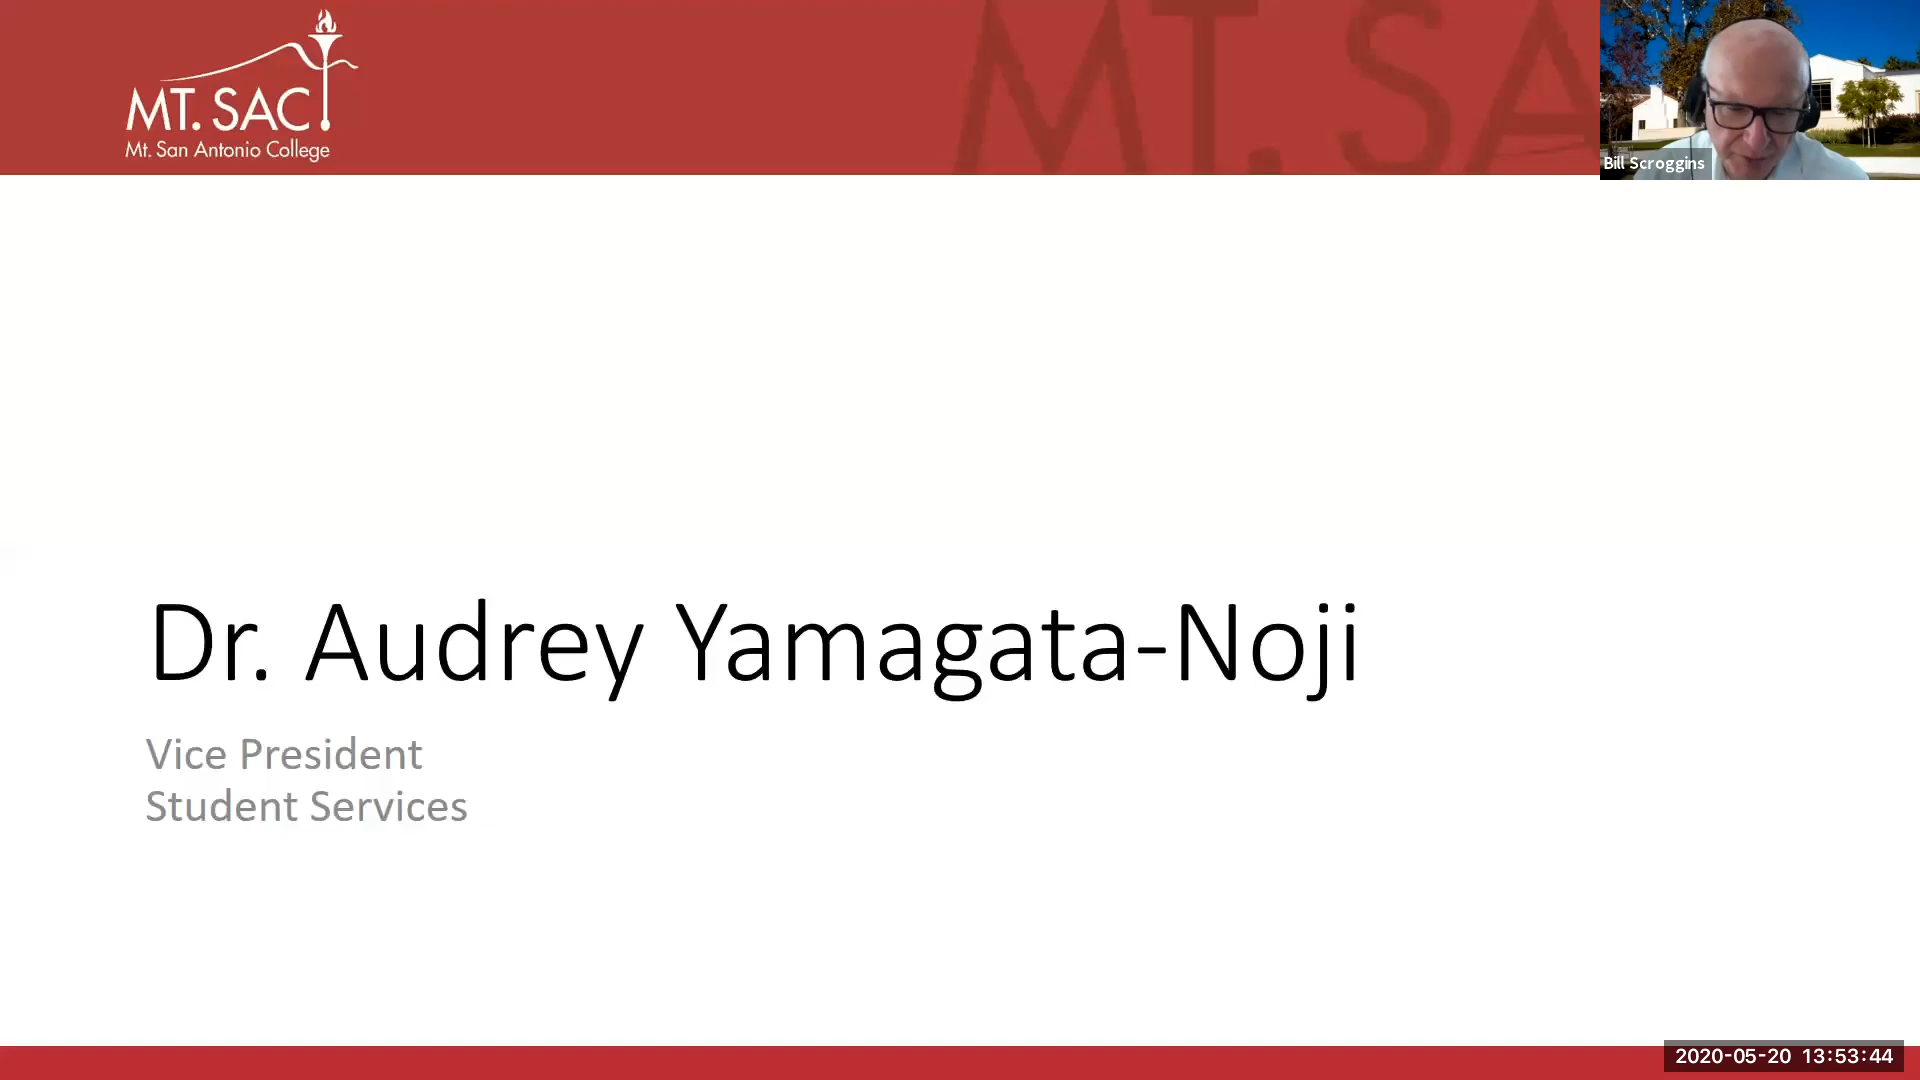 MT. SAC
Mt. San Antonio College
MT. SA
Bill Scroggins
Dr. Audrey Yamagata-Noji
Vice President
Student Services
2020-05-20 13:53:44